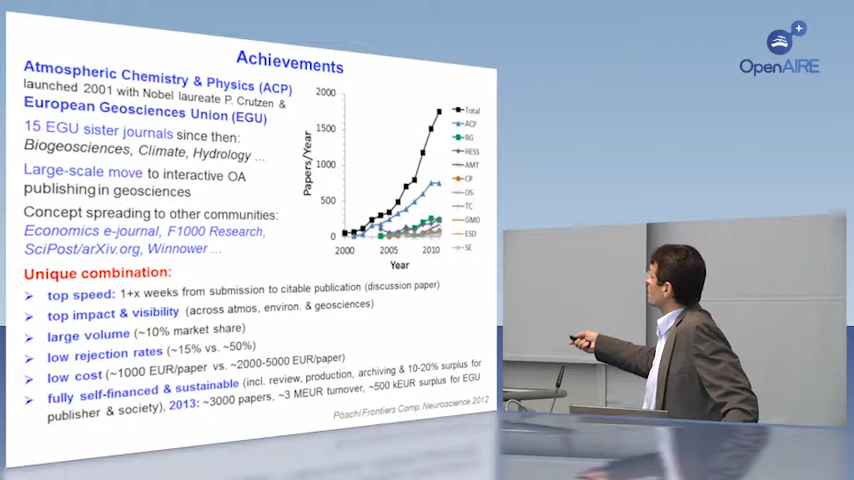 Achievements
Atmospheric Chemistry & Physics (ACP)
launched 2001 with Nobel laureate P. Crutzen &
European Geosciences Union (EGU)
15 EGU sister journals since then:
Biogeosciences, Climate, Hydrology ...
Large-scale move to interactive OA
publishing in geosciences
Concept spreading to other communities:
Economics e-journal, F1000 Research,
SciPost/arXiv.org, Winnower ...
Unique combination:
➢ top speed: 1+x weeks from submission to citable publication (discussion paper)
➢ top impact & visibility (across atmos, environ. & geosciences)
➢ large volume (~10% market share)
➢ low rejection rates (~15% vs. ~50%)
➢ low cost (~1000 EUR/paper vs. ~2000-5000 EUR/paper)
➢ fully self-financed & sustainable (incl. review, production, archiving & 10-20% surplus for
publisher & society), 2013: ~3000 papers, ~3 MEUR turnover, ~500 kEUR surplus for EGU
Pöschl, Frontiers Comp. Neuroscience 2012
Papers/Year
2000
1500
1000
500
0
2000 2005 2010
Year
Total
ACP
BG
HESS
AMT
CP
OS
TC
GMD
ESD
SE
OpenAIRE